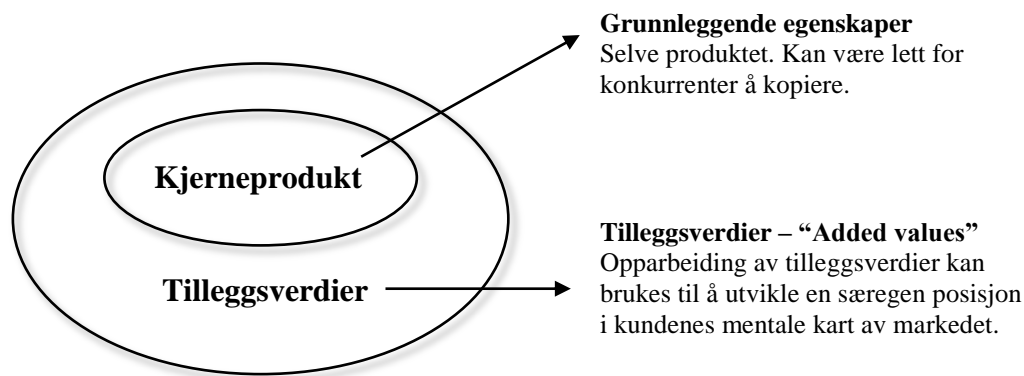 Grunnleggende egenskaper
Selve produktet. Kan være lett for
konkurrenter å kopiere.
Kjerneprodukt
Tilleggsverdier – “Added values”
Opparbeiding av tilleggsverdier kan
brukes til å utvikle en særegen posisjon
i kundenes mentale kart av markedet.
Tilleggsverdier